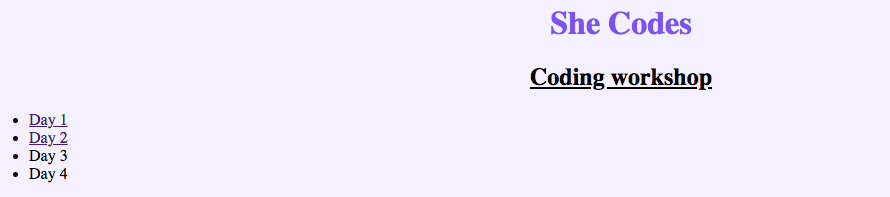 She Codes
Coding workshop
Day 1
Day 2
Day 3
Day 4